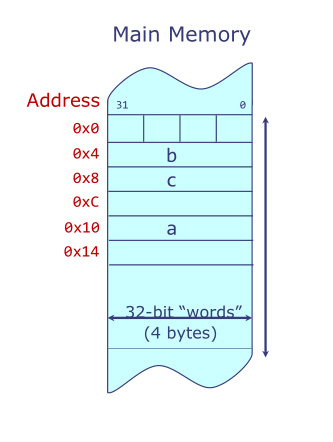 Main Memory
Address
31 0
0x0
0x4 b
0x8 c
0xC
0x10 a
0x14
32-bit “words”
(4 bytes)